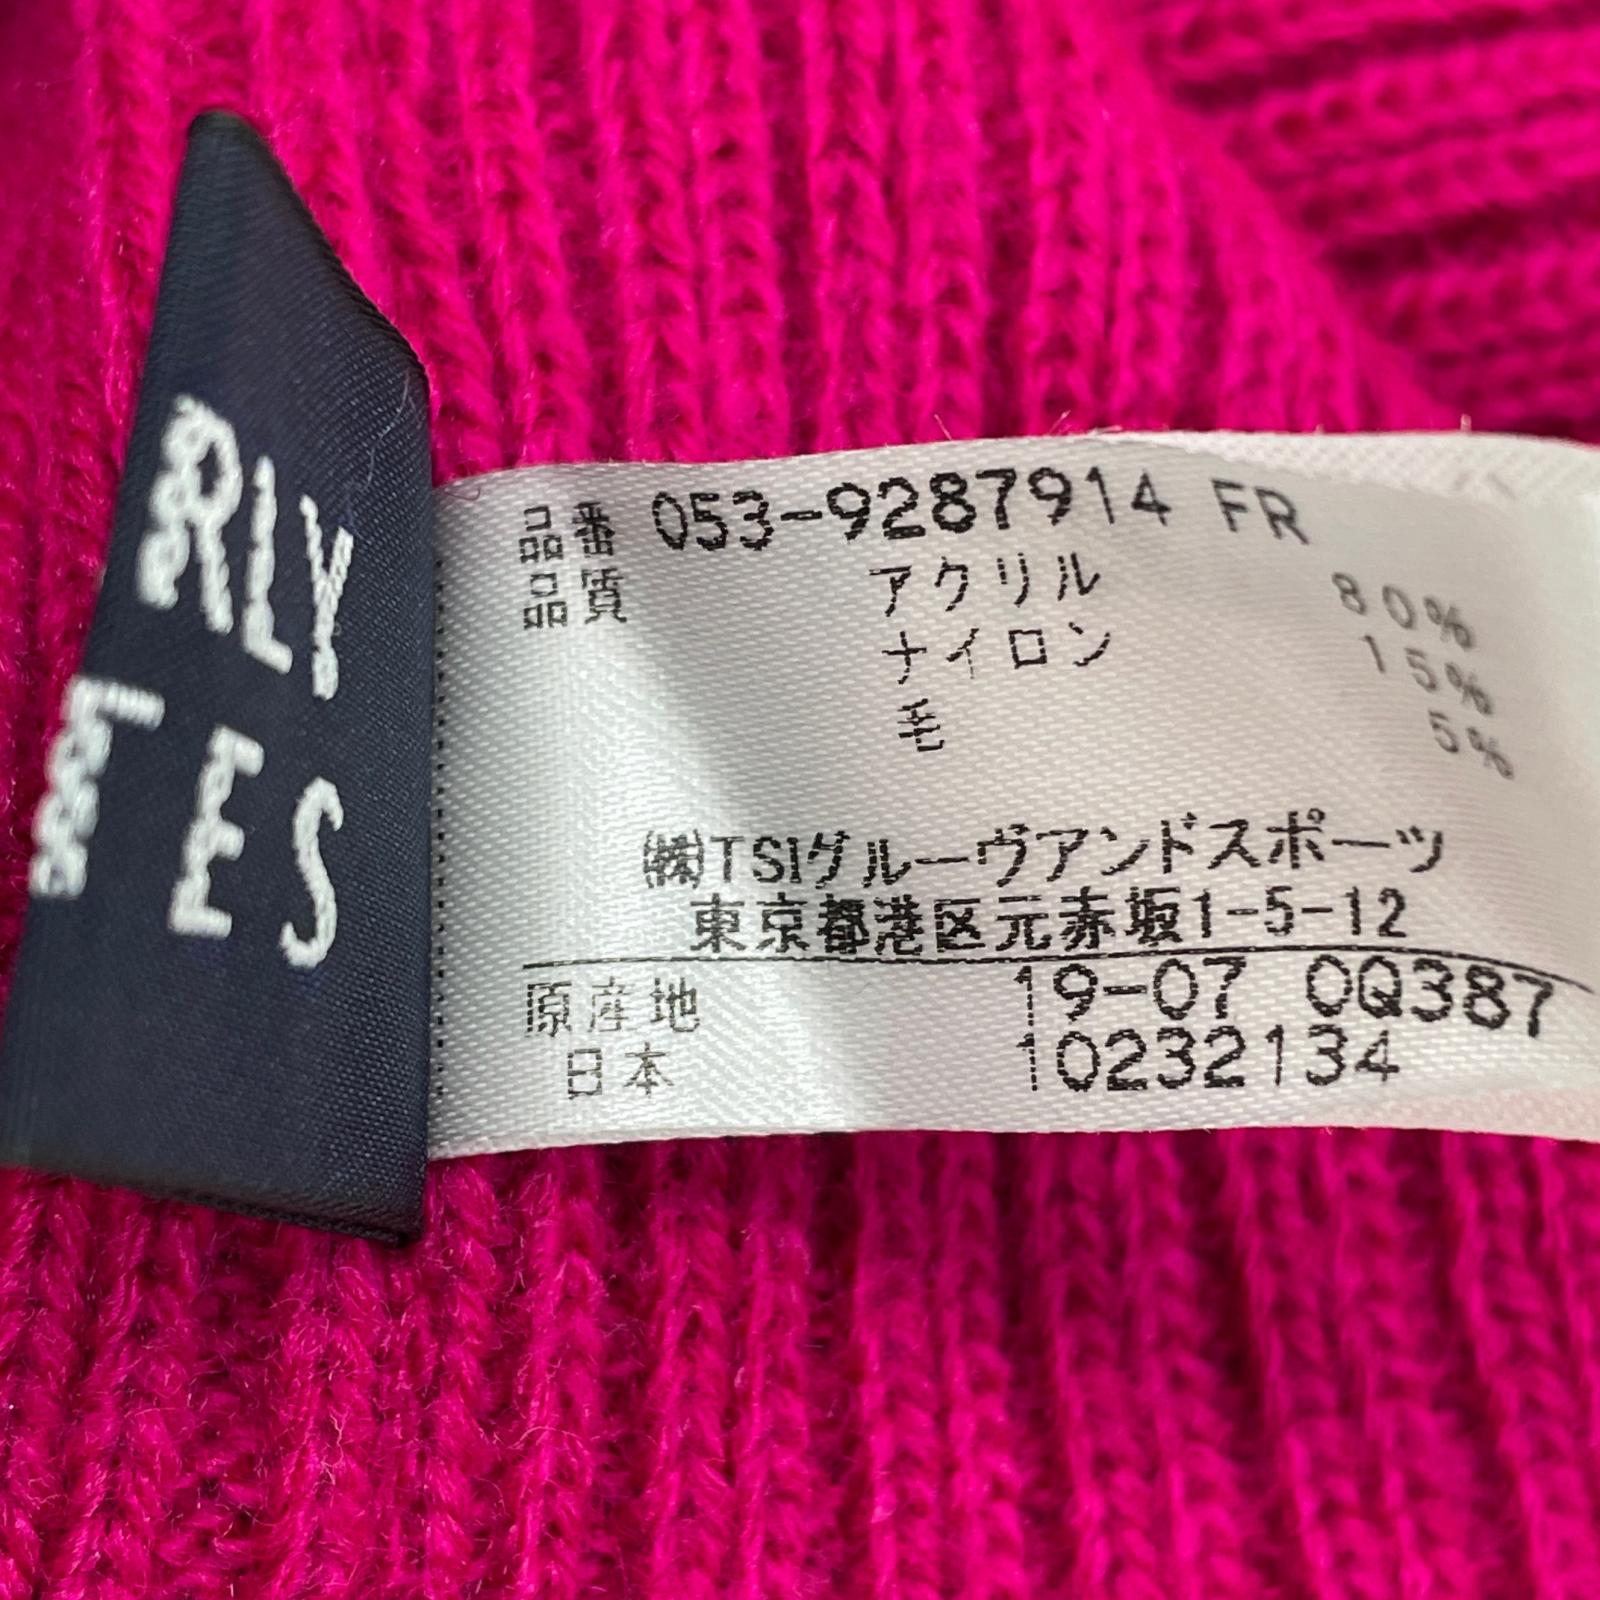 RLY
ES
品番 053-9287914 FR
品質 アクリル 80%
ナイロン 15%
毛 5%
㈱TSIグルーヴアンドスポーツ
東京都港区元赤坂1-5-12
原産地 19-07 0Q387
日本 10232134